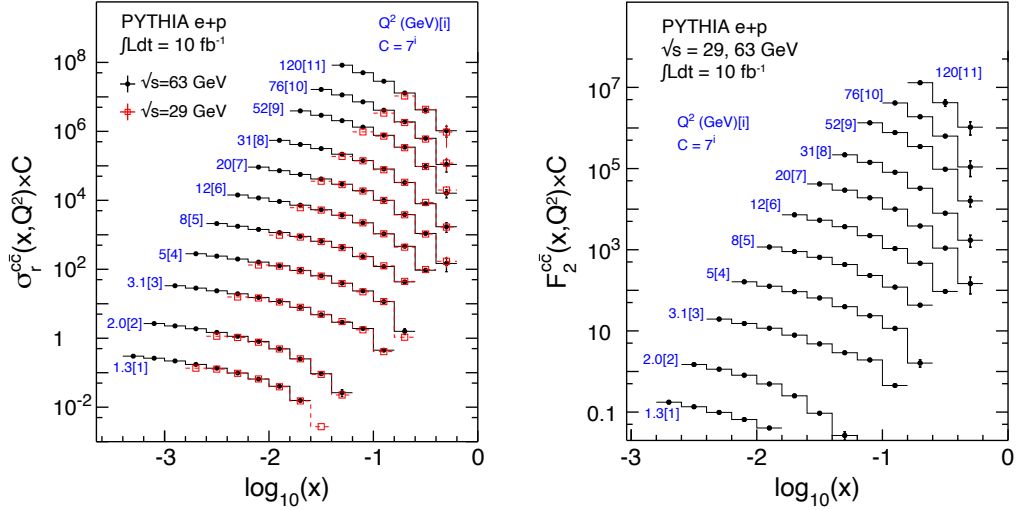 PYTHIA e+p
∫Ldt = 10 fb⁻¹
√s=63 GeV
√s=29 GeV
Q² (GeV)[i]
C = 7ⁱ
120[11]
76[10]
52[9]
31[8]
20[7]
12[6]
8[5]
5[4]
3.1[3]
2.0[2]
1.3[1]
10⁸
10⁶
10⁴
10²
1
10⁻²
σᵣᶜᶜ̄(x,Q²)×C
−3
−2
−1
0
log₁₀(x)
PYTHIA e+p
√s = 29, 63 GeV
∫Ldt = 10 fb⁻¹
Q² (GeV)[i]
C = 7ⁱ
120[11]
76[10]
52[9]
31[8]
20[7]
12[6]
8[5]
5[4]
3.1[3]
2.0[2]
1.3[1]
10⁷
10⁵
10³
10
0.1
F₂ᶜᶜ̄(x,Q²)×C
−3
−2
−1
0
log₁₀(x)